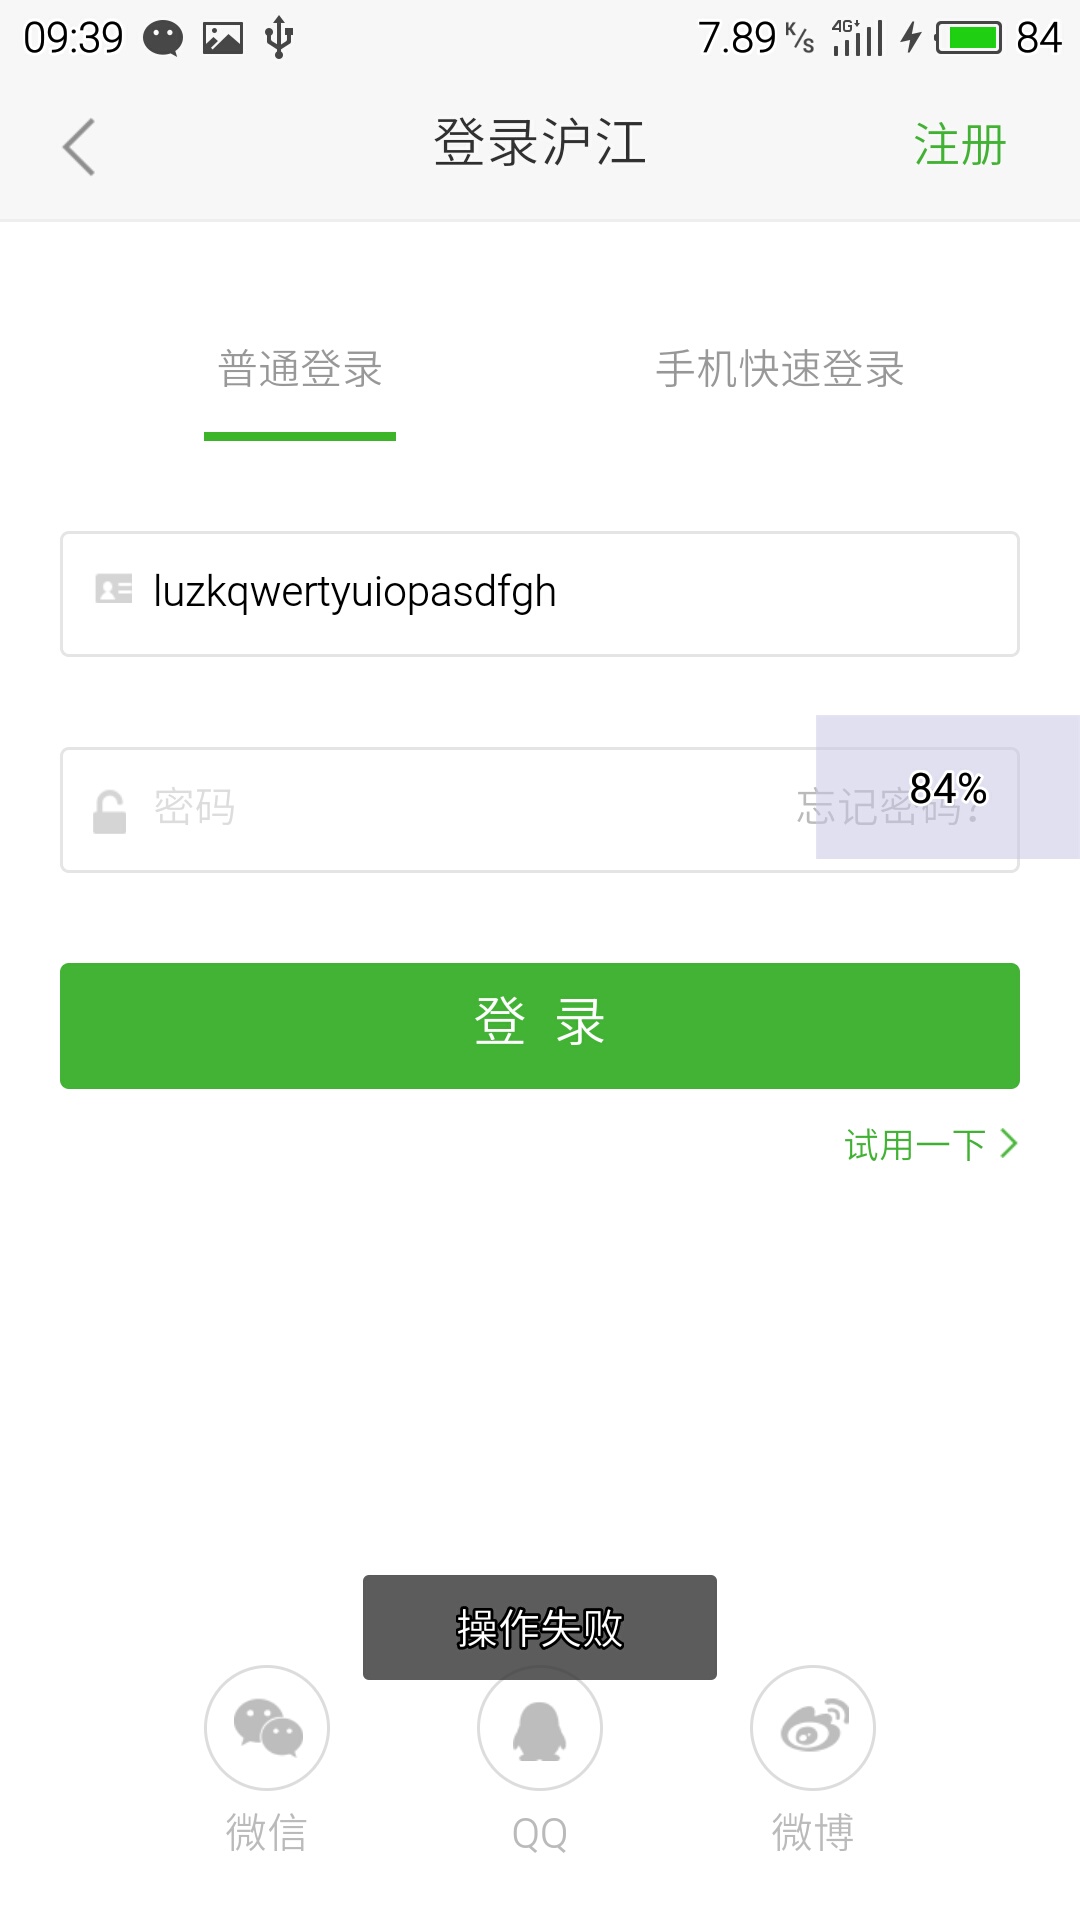 09:39 7.89 K/S 4G+ 84
登录沪江 注册
普通登录 手机快速登录
luzkqwertyuiopasdfgh
密码 忘记密码?
84%
登 录
试用一下
操作失败
微信 QQ 微博